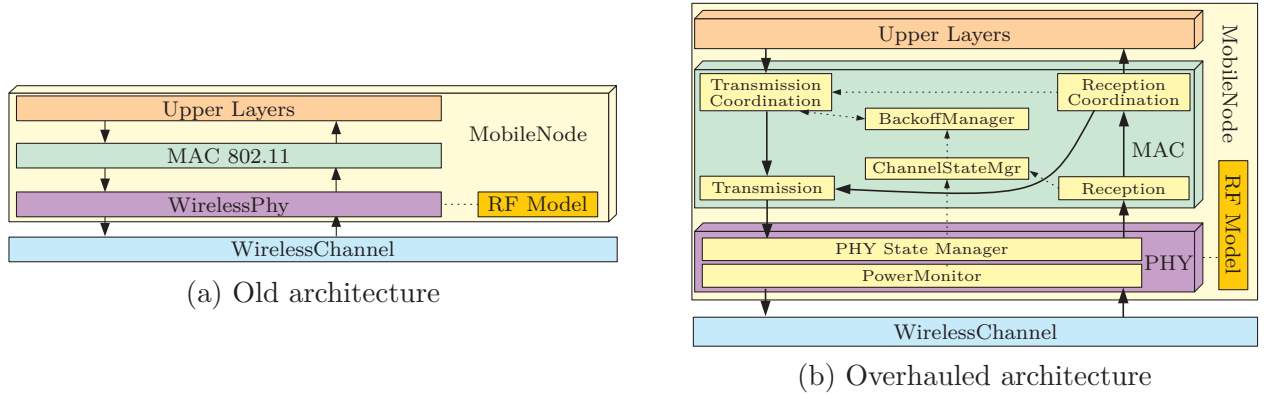 Upper Layers
MobileNode
MAC 802.11
WirelessPhy
RF Model
WirelessChannel
(a) Old architecture
Upper Layers
MobileNode
Transmission
Coordination
Reception
Coordination
BackoffManager
MAC
ChannelStateMgr
Transmission
Reception
RF Model
PHY State Manager
PHY
PowerMonitor
WirelessChannel
(b) Overhauled architecture